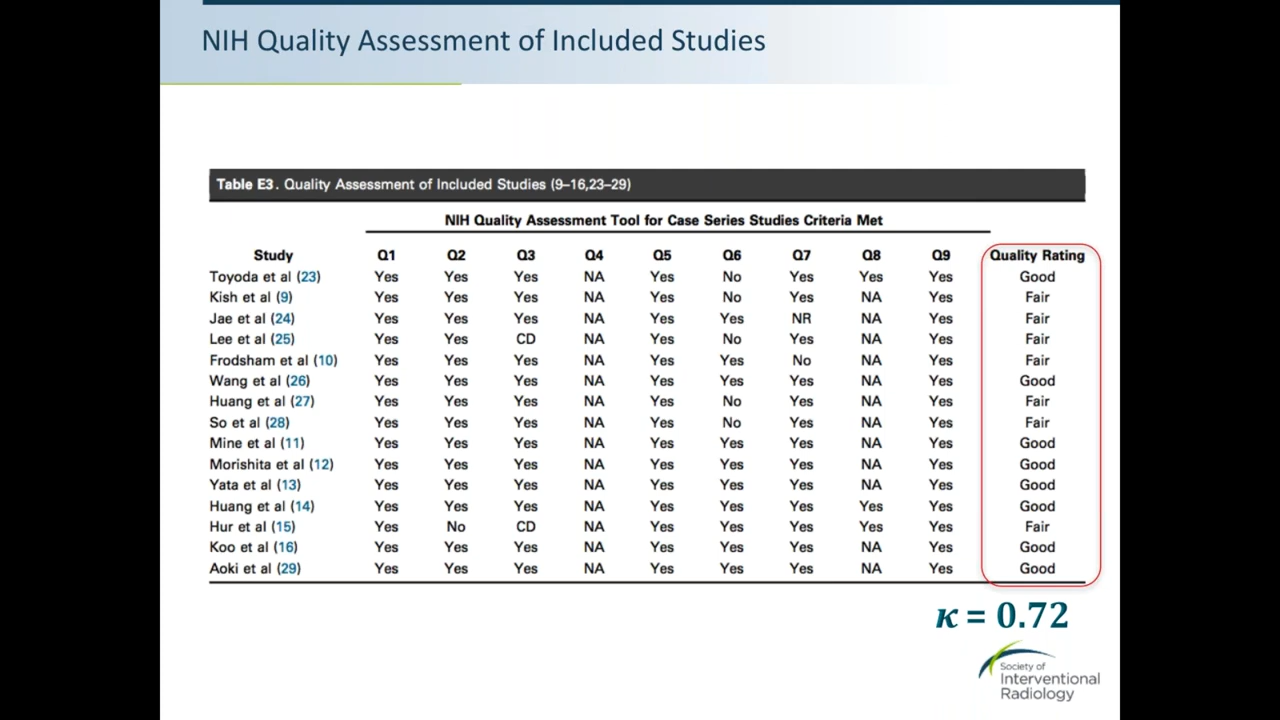 NIH Quality Assessment of Included Studies
Table E3. Quality Assessment of Included Studies (9–16,23–29)
NIH Quality Assessment Tool for Case Series Studies Criteria Met
Study Q1 Q2 Q3 Q4 Q5 Q6 Q7 Q8 Q9 Quality Rating
Toyoda et al (23) Yes Yes Yes NA Yes No Yes Yes Yes Good
Kish et al (9) Yes Yes Yes NA Yes No Yes NA Yes Fair
Jae et al (24) Yes Yes Yes NA Yes Yes NR NA Yes Fair
Lee et al (25) Yes Yes CD NA Yes No Yes NA Yes Fair
Frodsham et al (10) Yes Yes Yes NA Yes Yes No NA Yes Fair
Wang et al (26) Yes Yes Yes NA Yes Yes Yes NA Yes Good
Huang et al (27) Yes Yes Yes NA Yes No Yes NA Yes Fair
So et al (28) Yes Yes Yes NA Yes No Yes NA Yes Fair
Mine et al (11) Yes Yes Yes NA Yes Yes Yes NA Yes Good
Morishita et al (12) Yes Yes Yes NA Yes Yes Yes NA Yes Good
Yata et al (13) Yes Yes Yes NA Yes Yes Yes NA Yes Good
Huang et al (14) Yes Yes Yes NA Yes Yes Yes Yes Yes Good
Hur et al (15) Yes No CD NA Yes Yes Yes Yes Yes Fair
Koo et al (16) Yes Yes Yes NA Yes Yes Yes NA Yes Good
Aoki et al (29) Yes Yes Yes NA Yes Yes Yes NA Yes Good
κ = 0.72
Society of
Interventional
Radiology